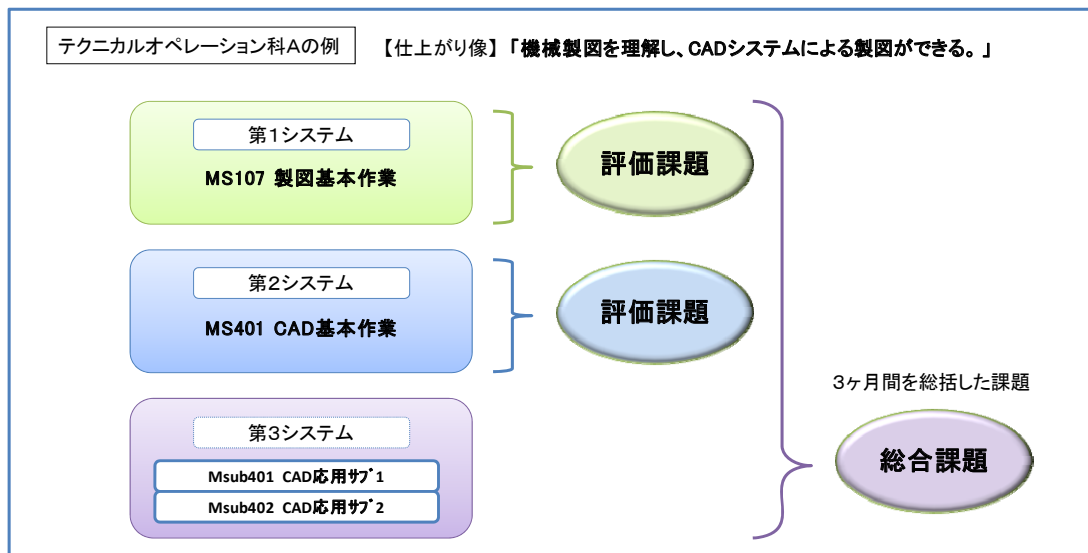 テクニカルオペレーション科Aの例
【仕上がり像】「機械製図を理解し、CADシステムによる製図ができる。」
第1システム
MS107 製図基本作業
評価課題
第2システム
MS401 CAD基本作業
評価課題
第3システム
Msub401 CAD応用ｻﾌﾞ1
Msub402 CAD応用ｻﾌﾞ2
3ヶ月間を総括した課題
総合課題